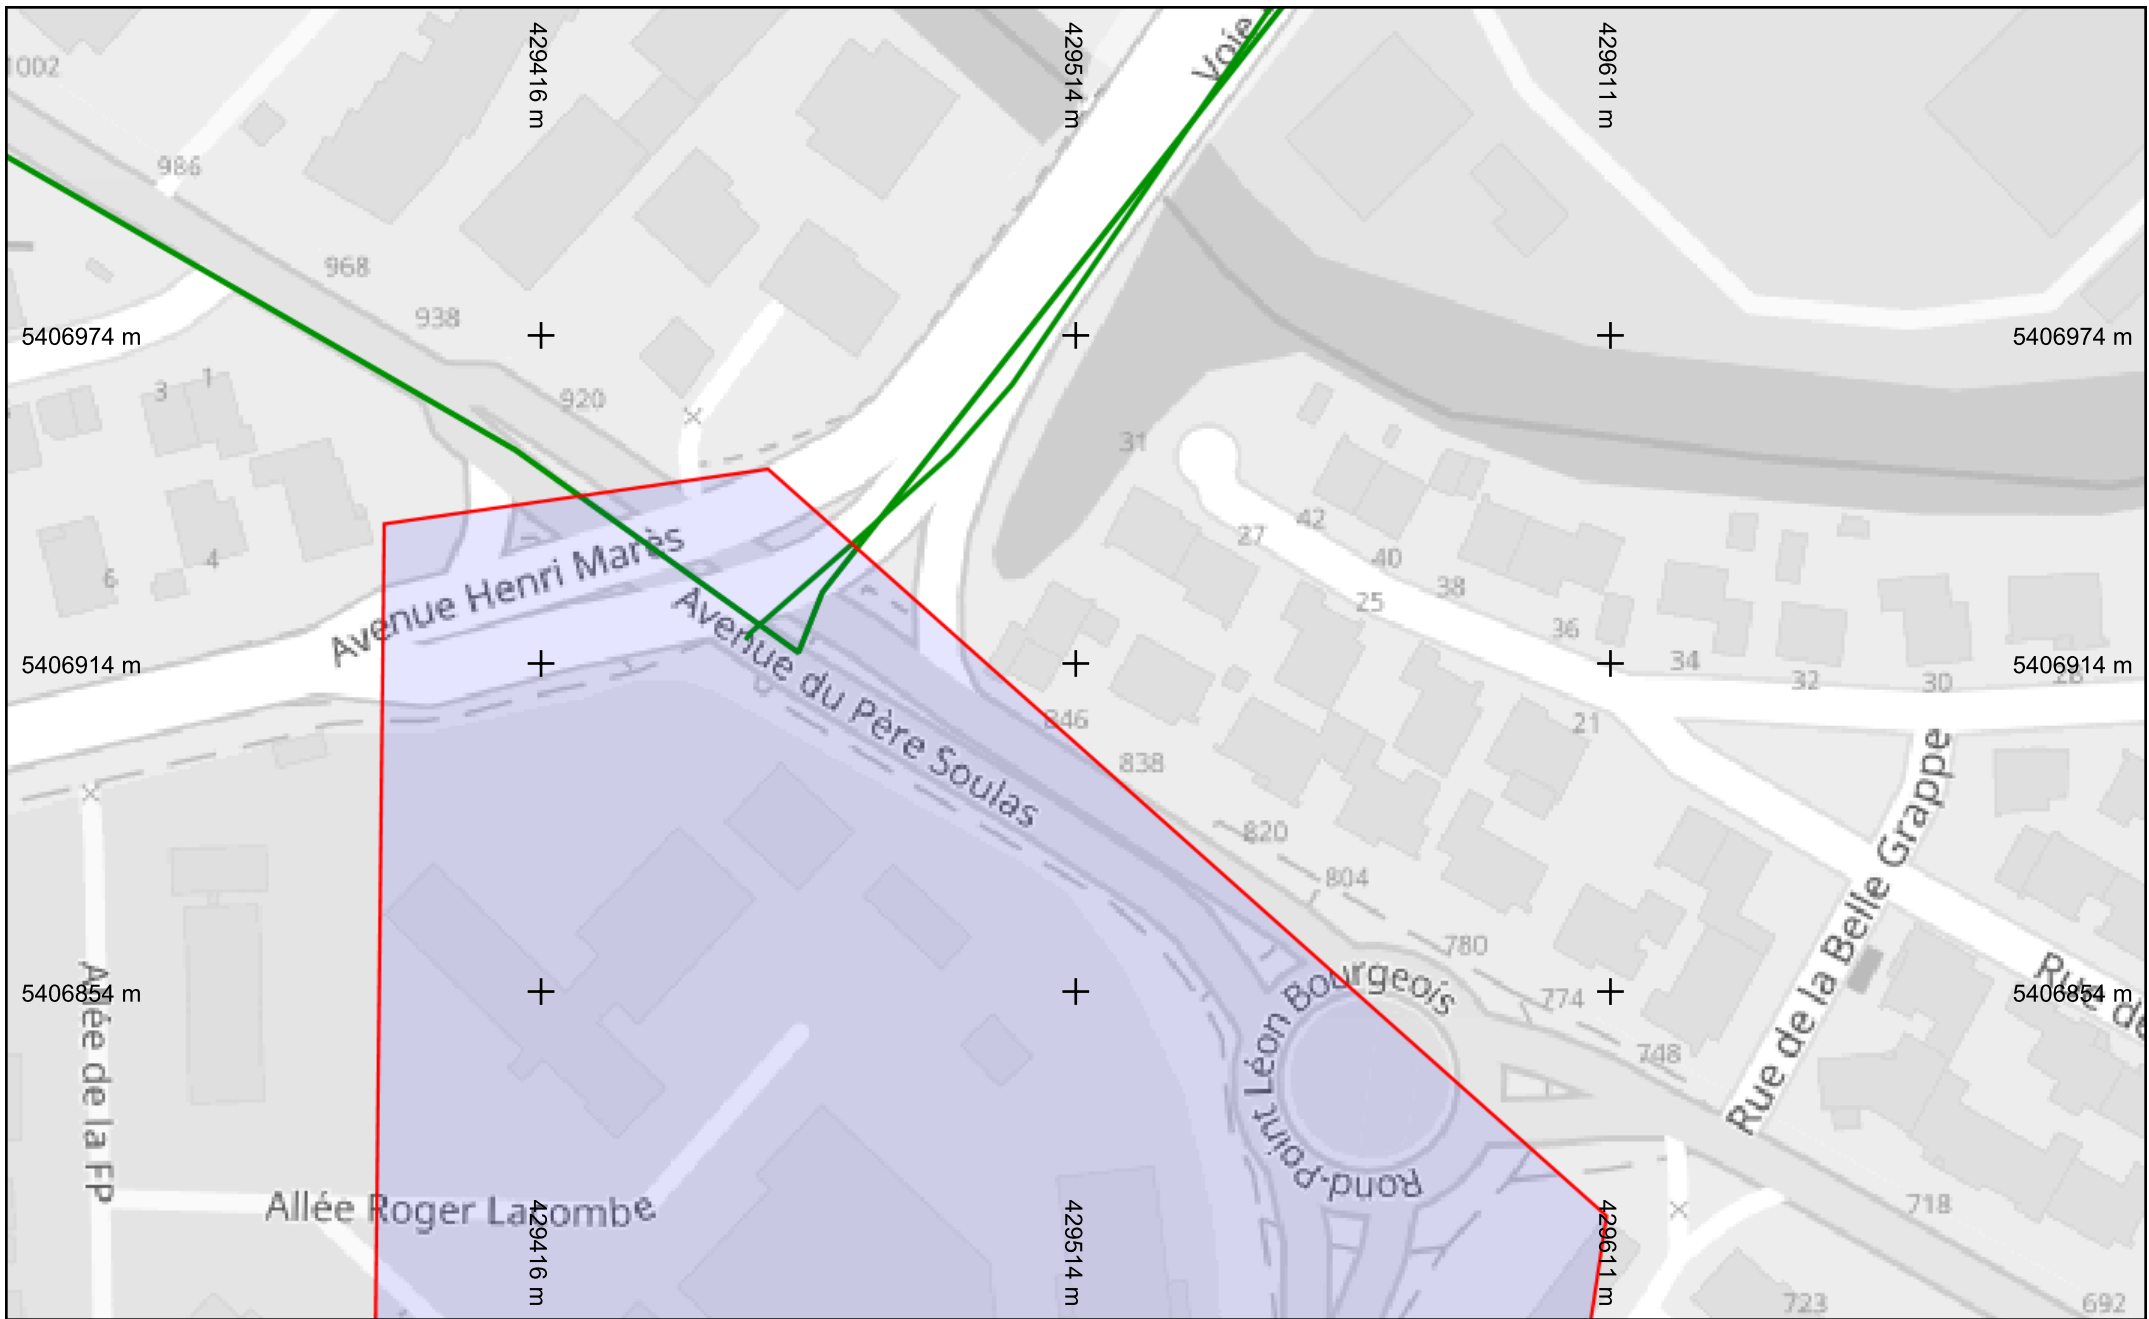 Voie
429416 m
429514 m
429611 m
1002
986
968
938
920
5406974 m
5406974 m
3
1
6
4
31
27
42
40
38
25
36
34
32
30
28
21
Avenue Henri Marès
5406914 m
5406914 m
Avenue du Père Soulas
846
838
820
804
780
774
748
718
692
723
Rue de la Belle Grappe
5406854 m
5406854 m
Rue de
Rond-Point Léon Bourgeois
Allée de la FP
Allée Roger Lacombe
429416 m
429514 m
429611 m